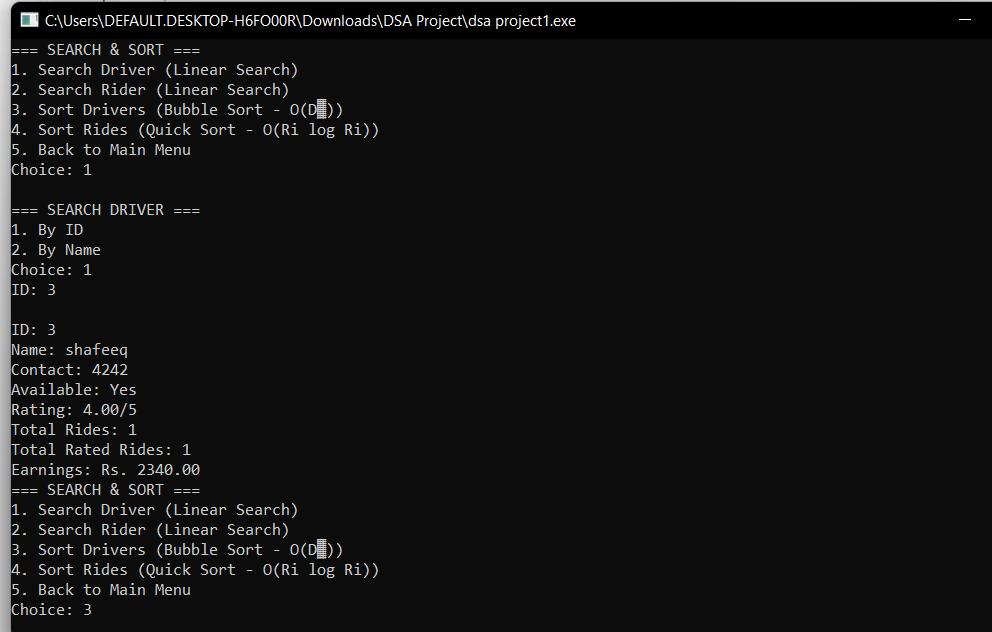 C:\Users\DEFAULT.DESKTOP-H6FO00R\Downloads\DSA Project\dsa project1.exe
=== SEARCH & SORT ===
1. Search Driver (Linear Search)
2. Search Rider (Linear Search)
3. Sort Drivers (Bubble Sort - O(D▓))
4. Sort Rides (Quick Sort - O(Ri log Ri))
5. Back to Main Menu
Choice: 1
=== SEARCH DRIVER ===
1. By ID
2. By Name
Choice: 1
ID: 3
ID: 3
Name: shafeeq
Contact: 4242
Available: Yes
Rating: 4.00/5
Total Rides: 1
Total Rated Rides: 1
Earnings: Rs. 2340.00
=== SEARCH & SORT ===
1. Search Driver (Linear Search)
2. Search Rider (Linear Search)
3. Sort Drivers (Bubble Sort - O(D▓))
4. Sort Rides (Quick Sort - O(Ri log Ri))
5. Back to Main Menu
Choice: 3